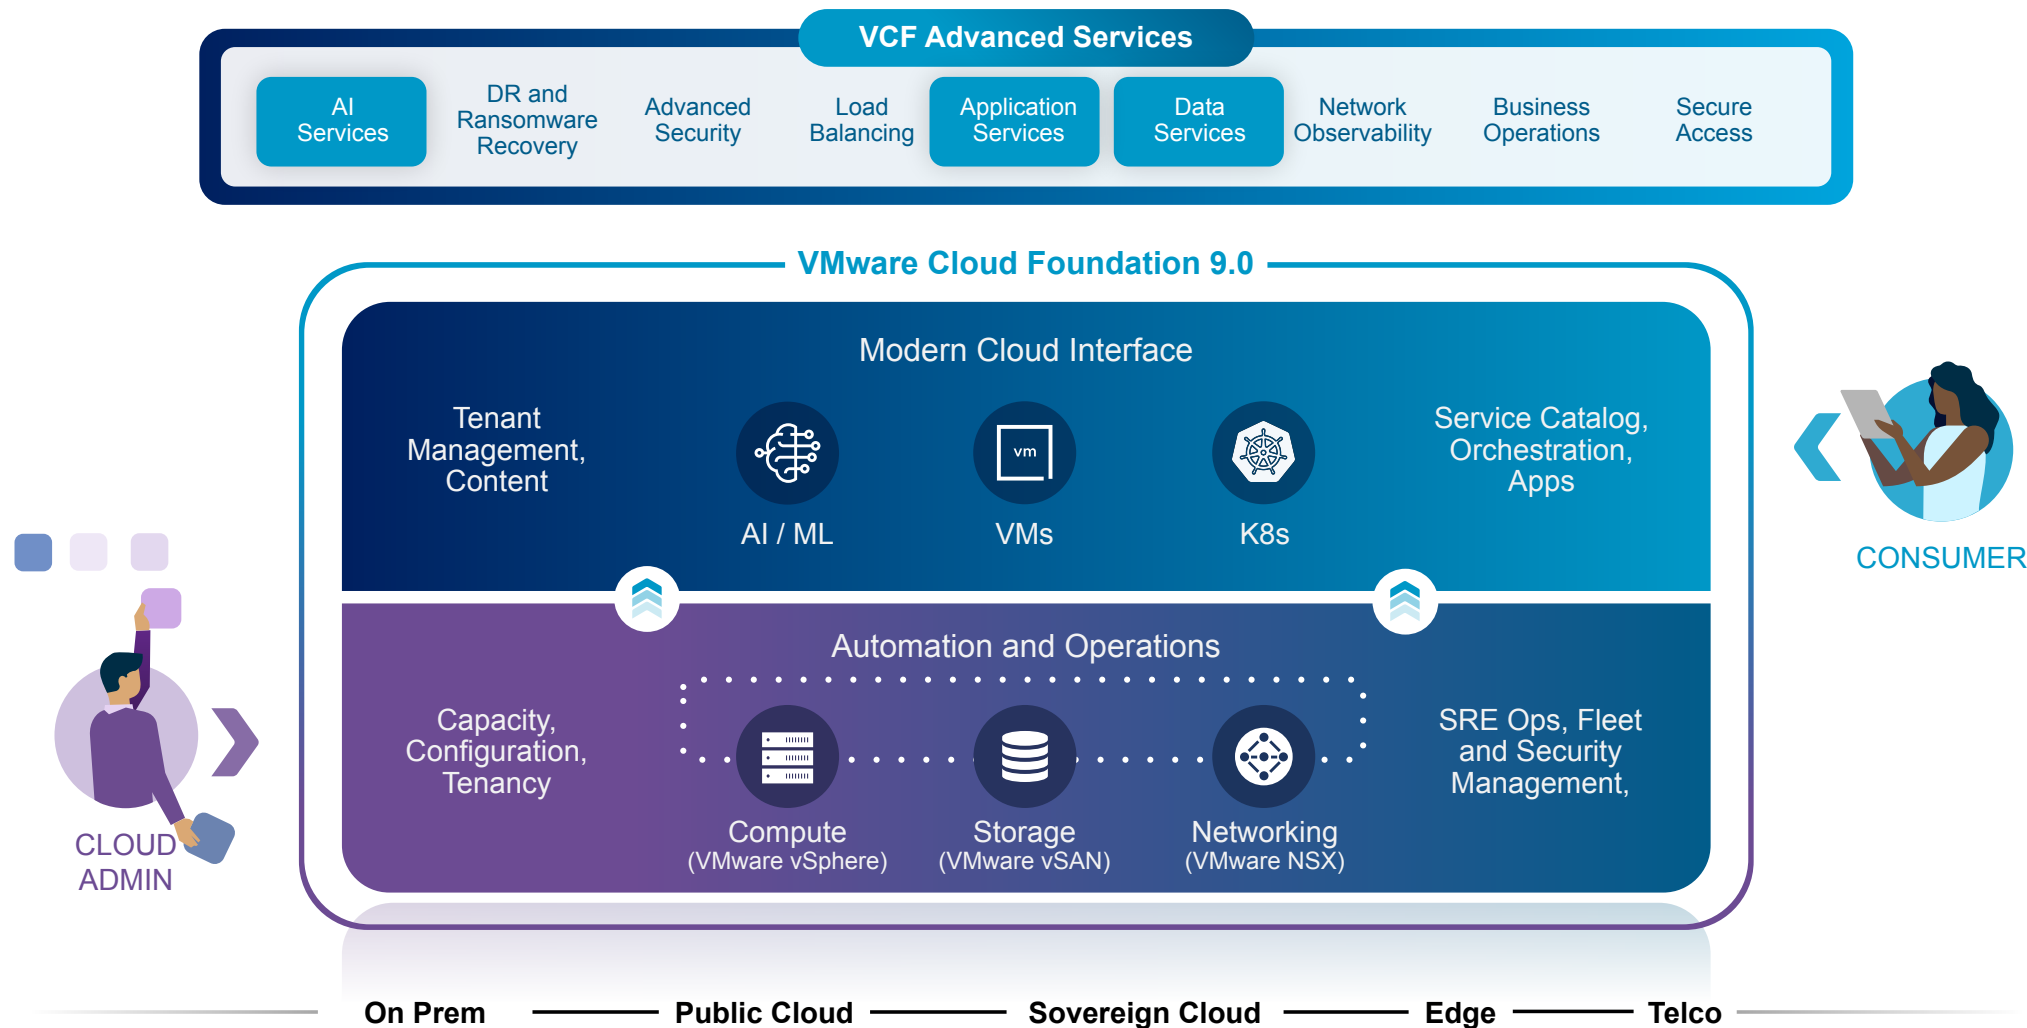 VCF Advanced Services
AI
Services
DR and
Ransomware
Recovery
Advanced
Security
Load
Balancing
Application
Services
Data
Services
Network
Observability
Business
Operations
Secure
Access
VMware Cloud Foundation 9.0
Modern Cloud Interface
Tenant
Management,
Content
vm
AI / ML
VMs
K8s
Service Catalog,
Orchestration,
Apps
CONSUMER
Automation and Operations
Capacity,
Configuration,
Tenancy
Compute
(VMware vSphere)
Storage
(VMware vSAN)
Networking
(VMware NSX)
SRE Ops, Fleet
and Security
Management,
CLOUD
ADMIN
On Prem
Public Cloud
Sovereign Cloud
Edge
Telco